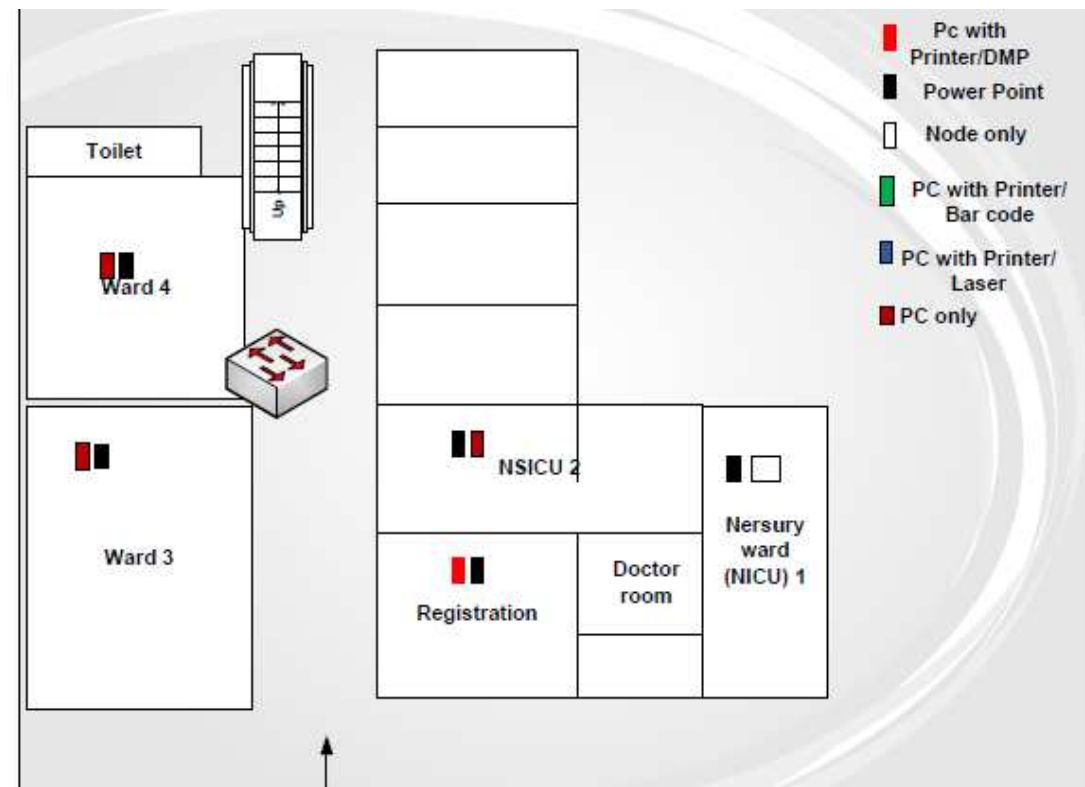 Pc with
Printer/DMP
Power Point
Node only
PC with Printer/
Bar code
PC with Printer/
Laser
PC only
Toilet
Up
Ward 4
NSICU 2
Ward 3
Registration
Doctor
room
Nersury
ward
(NICU) 1